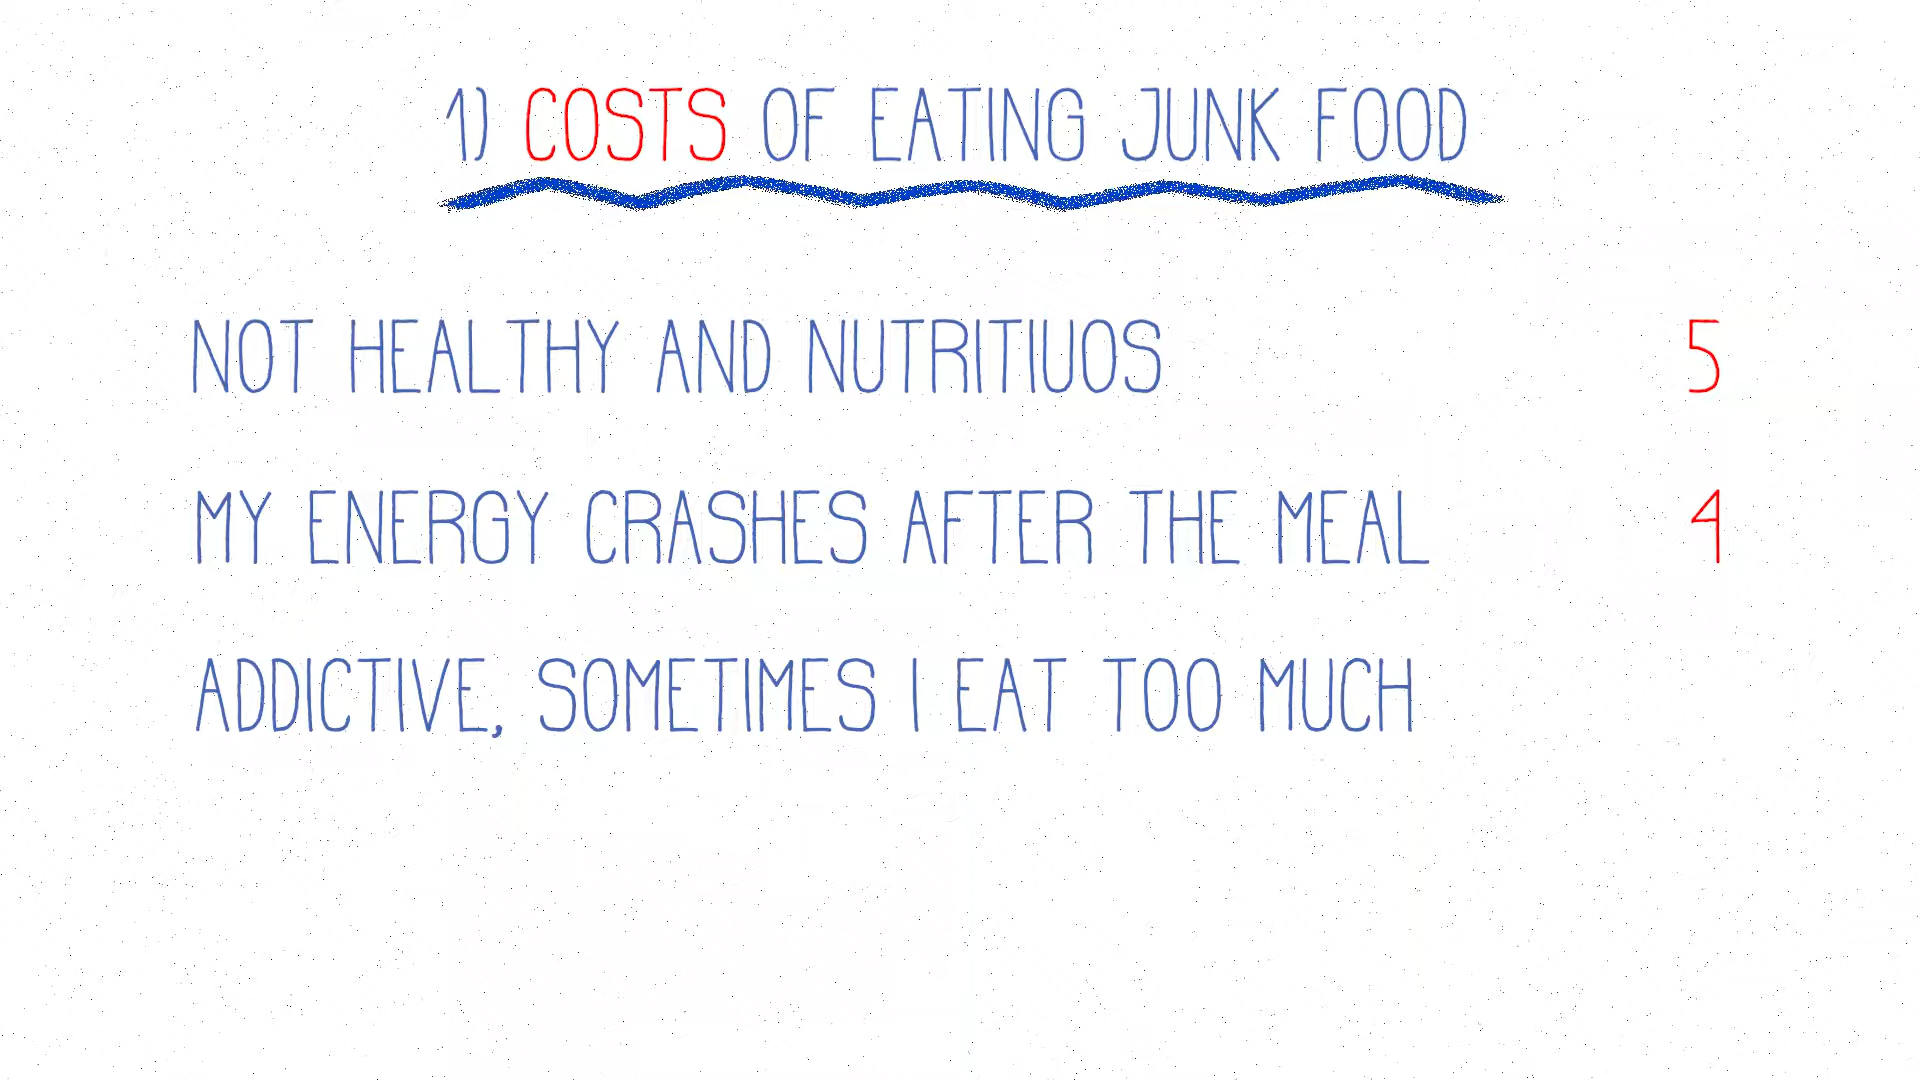 1) COSTS OF EATING JUNK FOOD
NOT HEALTHY AND NUTRITIUOS 5
MY ENERGY CRASHES AFTER THE MEAL 4
ADDICTIVE, SOMETIMES I EAT TOO MUCH